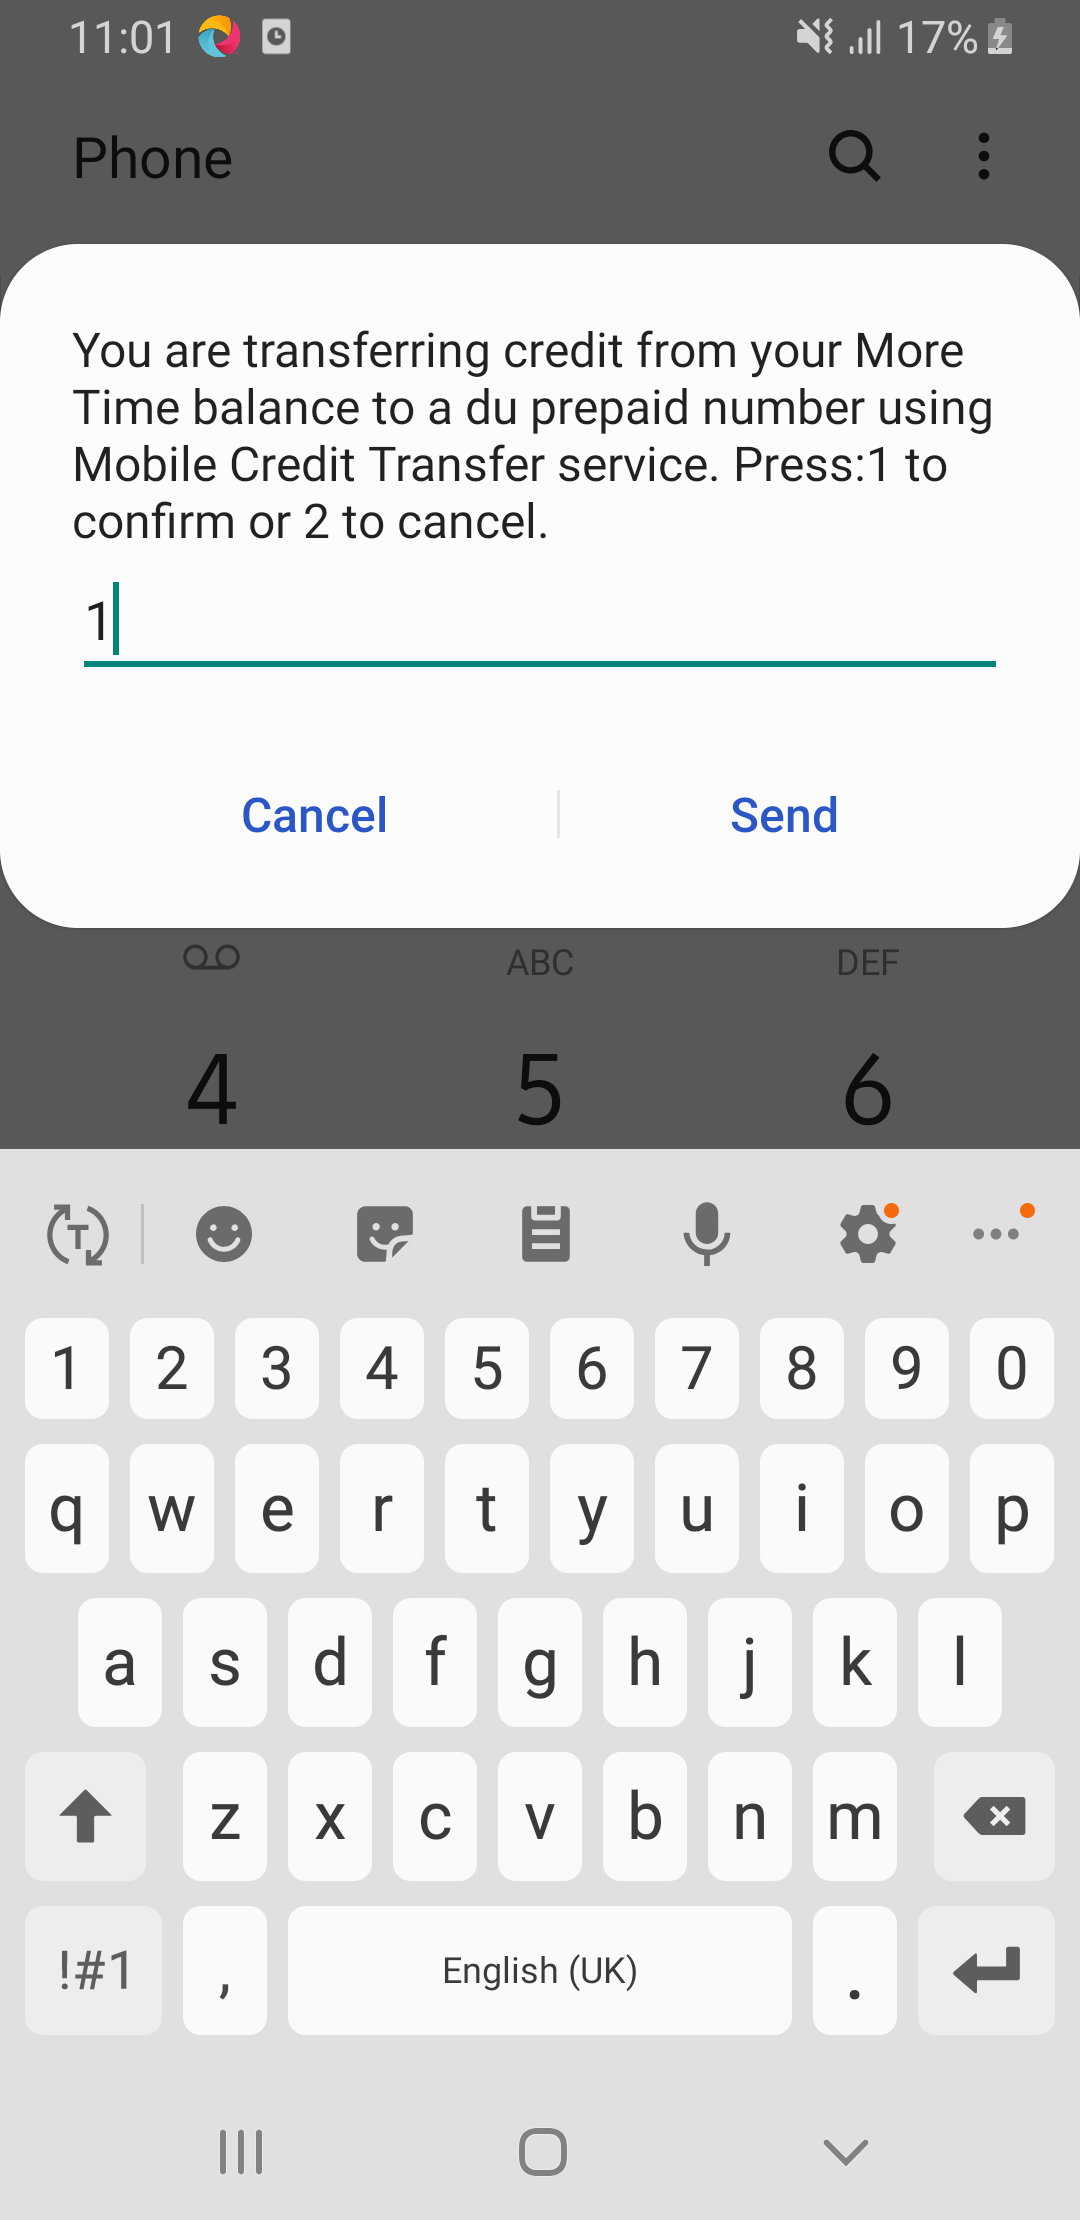 11:01 17%
Phone
You are transferring credit from your More
Time balance to a du prepaid number using
Mobile Credit Transfer service. Press:1 to
confirm or 2 to cancel.
1
Cancel Send
ABC DEF
4 5 6
T
1 2 3 4 5 6 7 8 9 0
q w e r t y u i o p
a s d f g h j k l
z x c v b n m
!#1 , English (UK) .